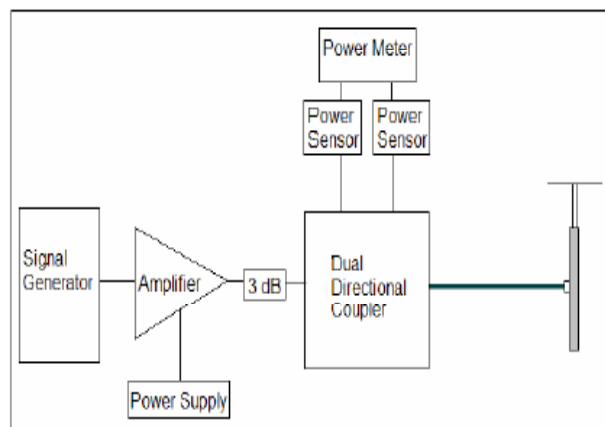 Power Meter
Power
Sensor
Power
Sensor
Signal
Generator
Amplifier
3 dB
Dual
Directional
Coupler
Power Supply